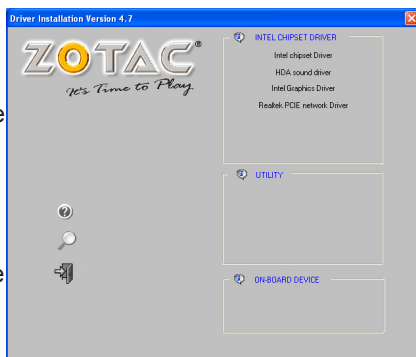 Driver Installation Version 4.7
ZOTAC®
It's Time to Play
INTEL CHIPSET DRIVER
Intel chipset Driver
HDA sound driver
Intel Graphics Driver
Realtek PCIE network Driver
UTILITY
ON-BOARD DEVICE
e
e